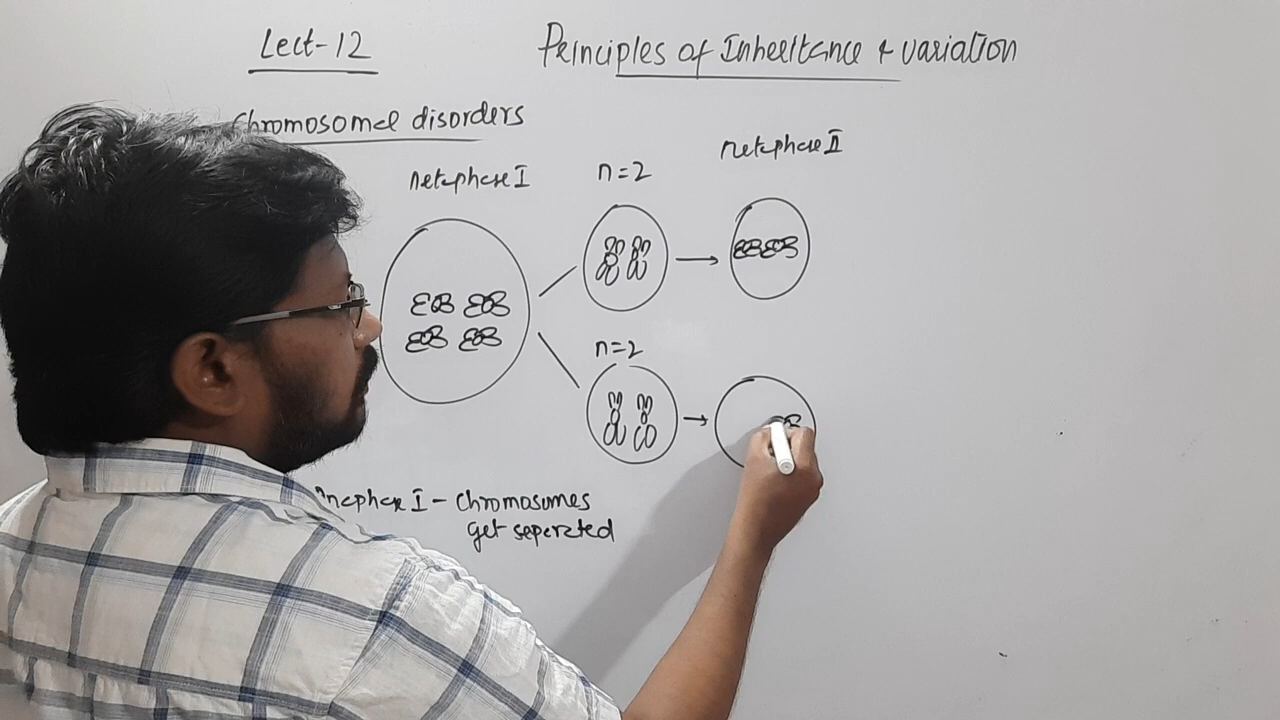 Lect-12
Principles of Inheritance & variation
Chromosomal disorders
metaphase I
n=2
metaphase II
n=2
Anaphase I - Chromosomes
get seperated